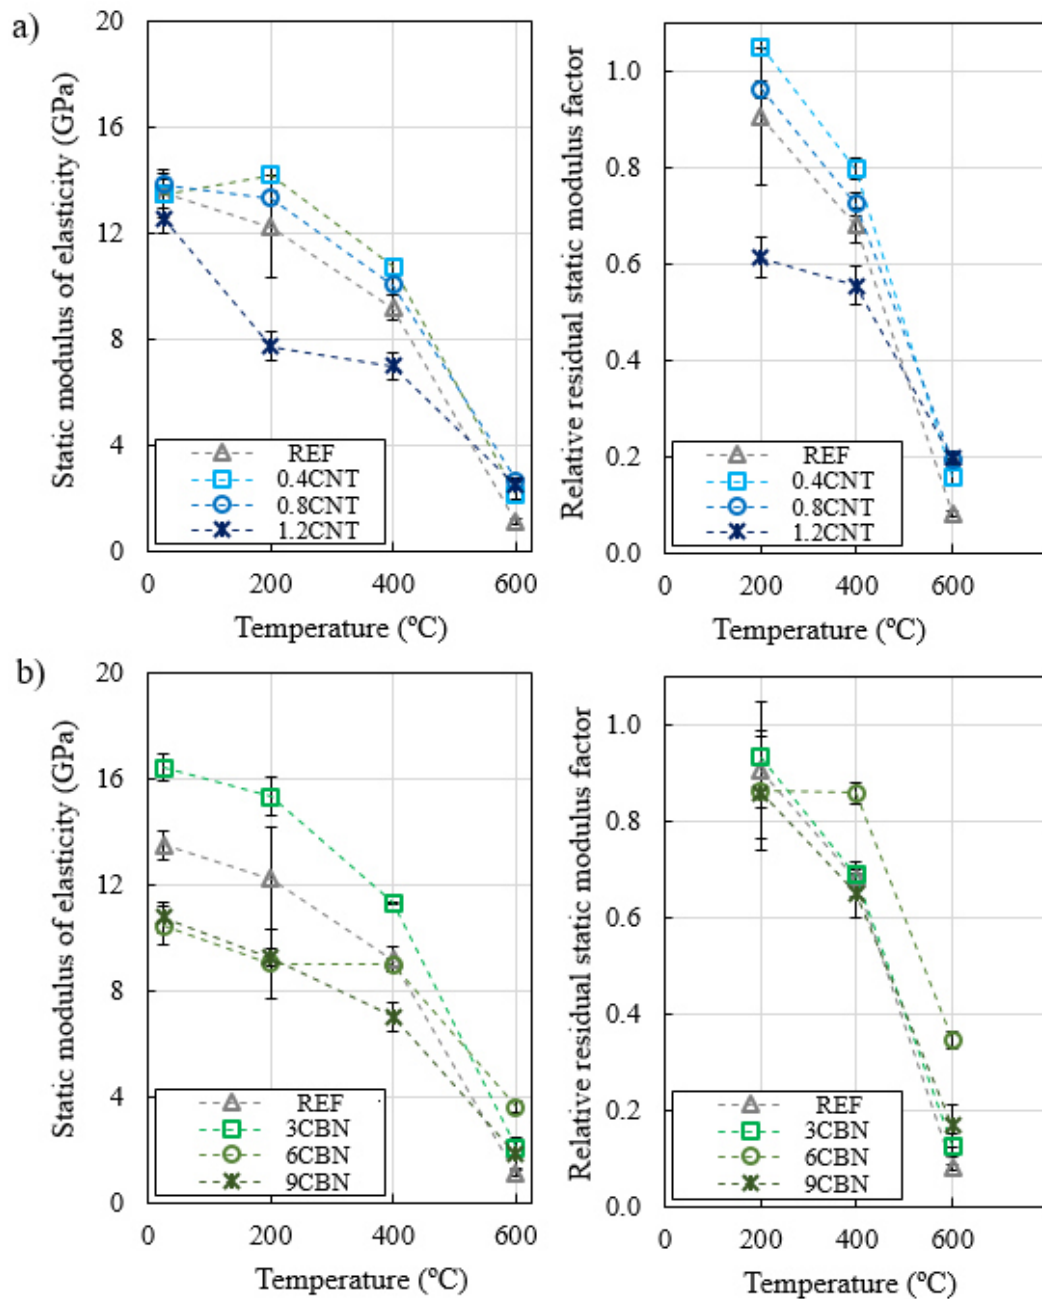 a)
Static modulus of elasticity (GPa)
20
16
12
8
4
0
0 200 400 600
Temperature (ºC)
REF
0.4CNT
0.8CNT
1.2CNT
Relative residual static modulus factor
1.0
0.8
0.6
0.4
0.2
0.0
0 200 400 600
Temperature (ºC)
REF
0.4CNT
0.8CNT
1.2CNT
b)
Static modulus of elasticity (GPa)
20
16
12
8
4
0
0 200 400 600
Temperature (ºC)
REF
3CBN
6CBN
9CBN
Relative residual static modulus factor
1.0
0.8
0.6
0.4
0.2
0.0
0 200 400 600
Temperature (ºC)
REF
3CBN
6CBN
9CBN